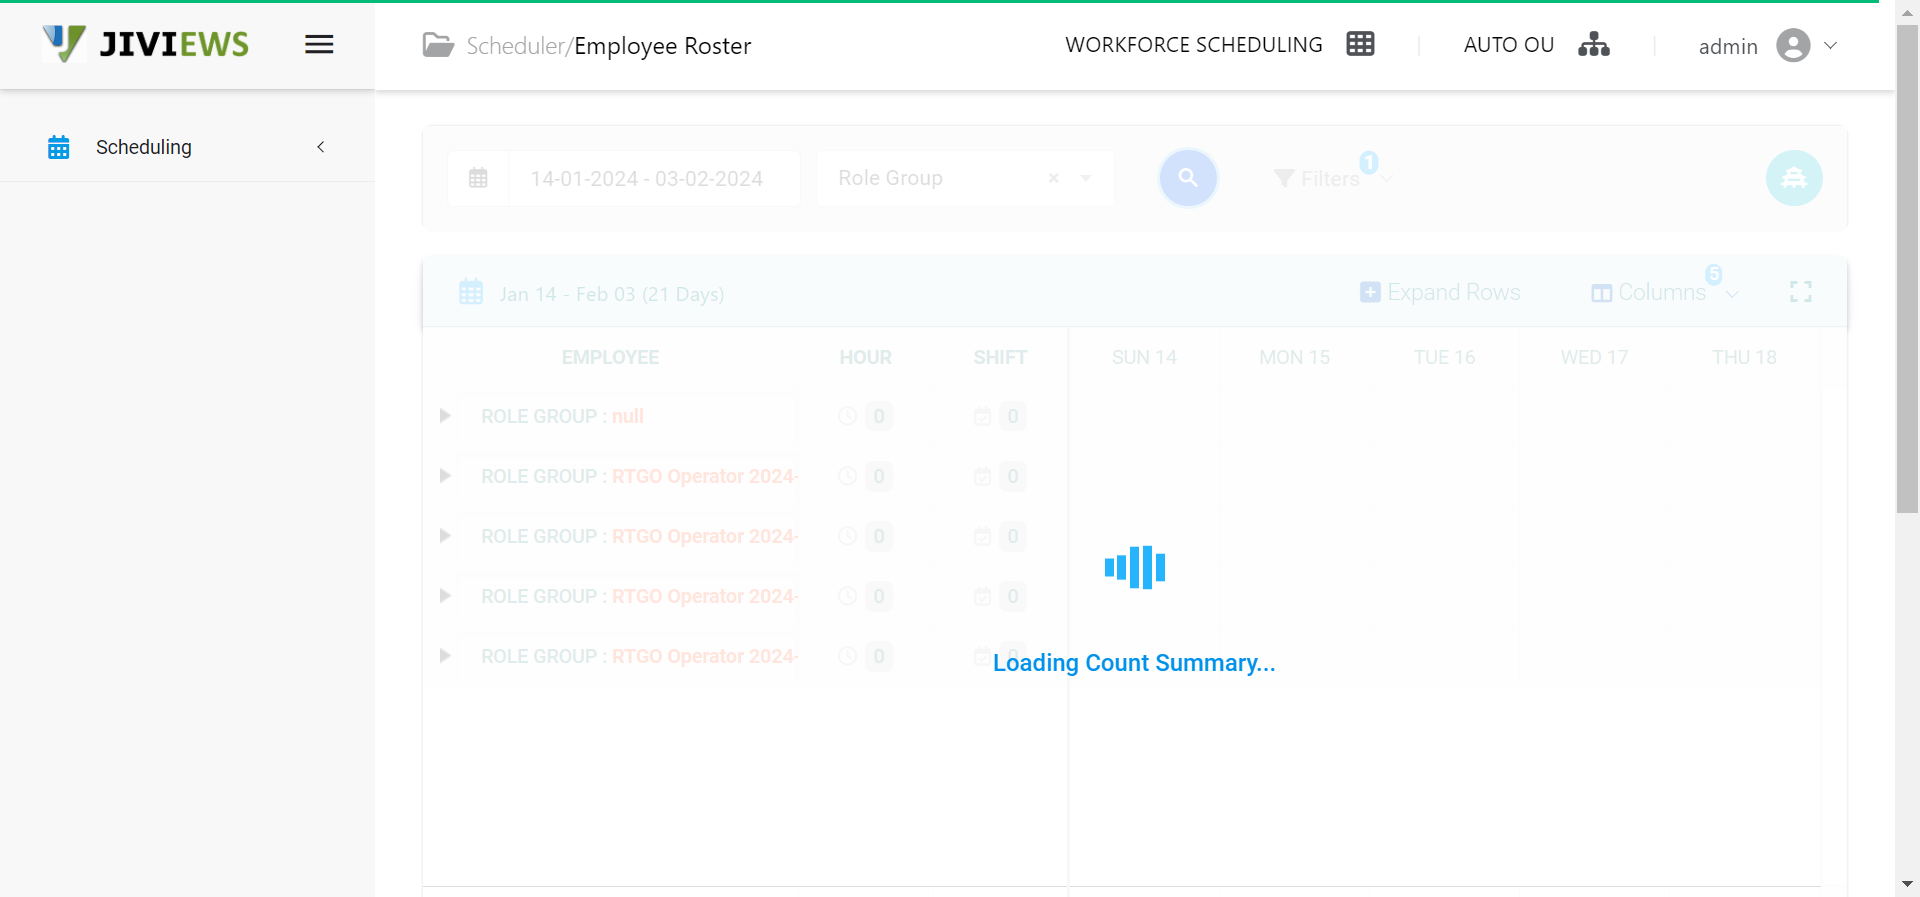 JIVIEWS
Scheduler/Employee Roster
WORKFORCE SCHEDULING
AUTO OU
admin
Scheduling
14-01-2024 - 03-02-2024
Role Group
Filters
1
Jan 14 - Feb 03 (21 Days)
Expand Rows
Columns
5
EMPLOYEE HOUR SHIFT SUN 14 MON 15 TUE 16 WED 17 THU 18
ROLE GROUP : null 0 0
ROLE GROUP : RTGO Operator 2024- 0 0
ROLE GROUP : RTGO Operator 2024- 0 0
ROLE GROUP : RTGO Operator 2024- 0 0
ROLE GROUP : RTGO Operator 2024- 0 0
Loading Count Summary...